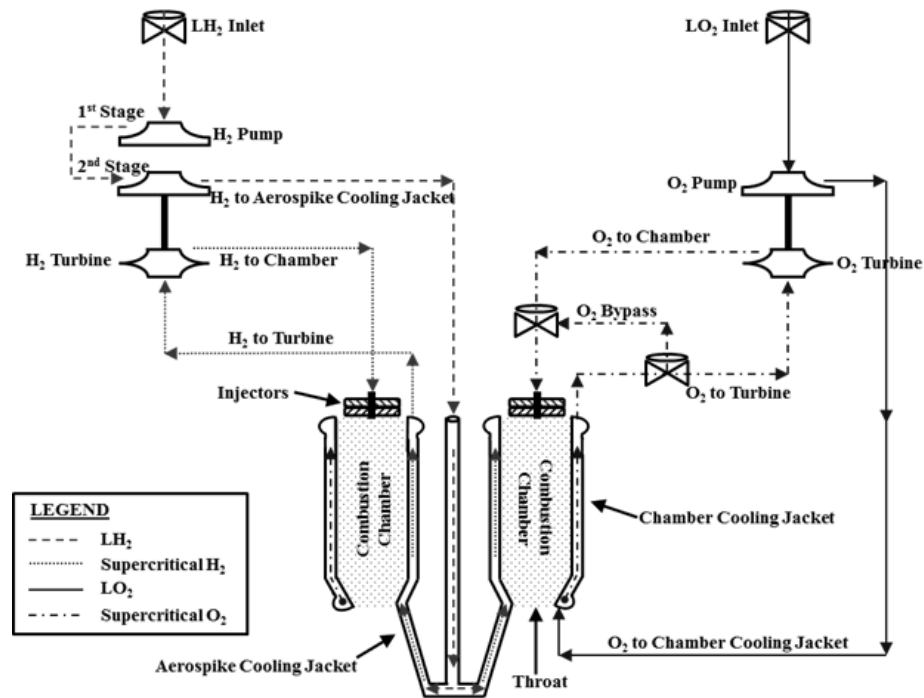 LH₂ Inlet
LO₂ Inlet
1st Stage
H₂ Pump
2nd Stage
H₂ to Aerospike Cooling Jacket
O₂ Pump
H₂ Turbine
H₂ to Chamber
O₂ to Chamber
O₂ Turbine
O₂ Bypass
H₂ to Turbine
O₂ to Turbine
Injectors
Combustion
Chamber
Combustion
Chamber
Chamber Cooling Jacket
LEGEND
LH₂
Supercritical H₂
LO₂
Supercritical O₂
O₂ to Chamber Cooling Jacket
Aerospike Cooling Jacket
Throat